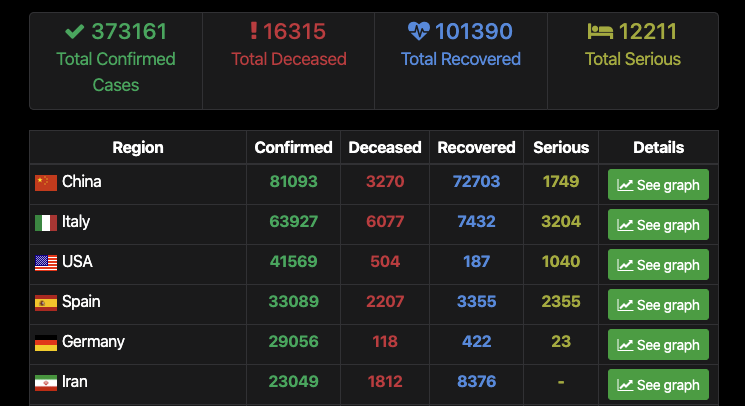 373161 16315 101390 12211
Total Confirmed Cases Total Deceased Total Recovered Total Serious
Region Confirmed Deceased Recovered Serious Details
China 81093 3270 72703 1749 See graph
Italy 63927 6077 7432 3204 See graph
USA 41569 504 187 1040 See graph
Spain 33089 2207 3355 2355 See graph
Germany 29056 118 422 23 See graph
Iran 23049 1812 8376 - See graph